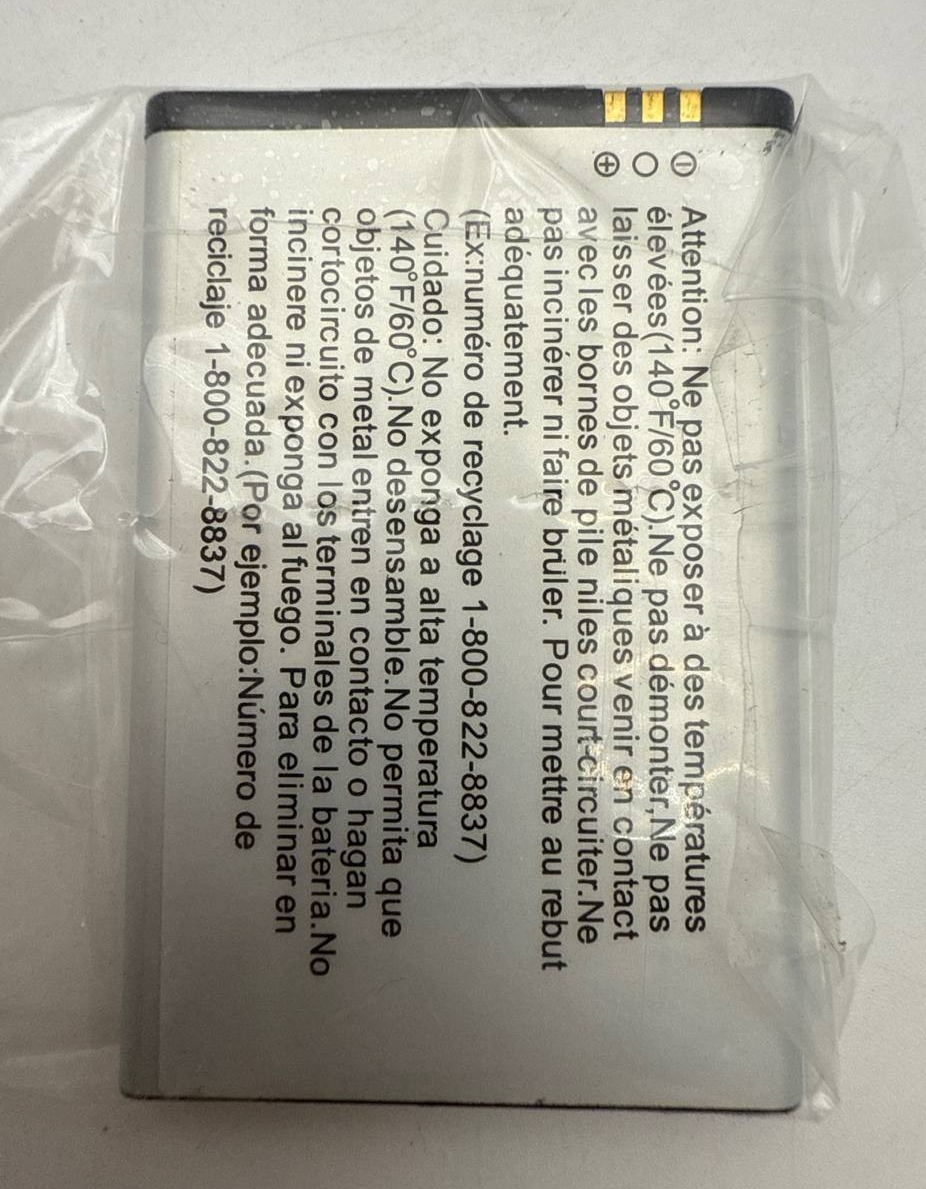 Attention: Ne pas exposer à des températures
élevées(140°F/60°C).Ne pas démonter,Ne pas
laisser des objets métaliques venir en contact
avec les bornes de pile niles court-circuiter.Ne
pas incinérer ni faire brüler. Pour mettre au rebut
adéquatement.
(Ex:numéro de recyclage 1-800-822-8837)
Cuidado: No exponga a alta temperatura
(140°F/60°C).No desensamble.No permita que
objetos de metal entren en contacto o hagan
cortocircuito con los terminales de la bateria.No
incinere ni exponga al fuego. Para eliminar en
forma adecuada.(Por ejemplo:Número de
reciclaje 1-800-822-8837)